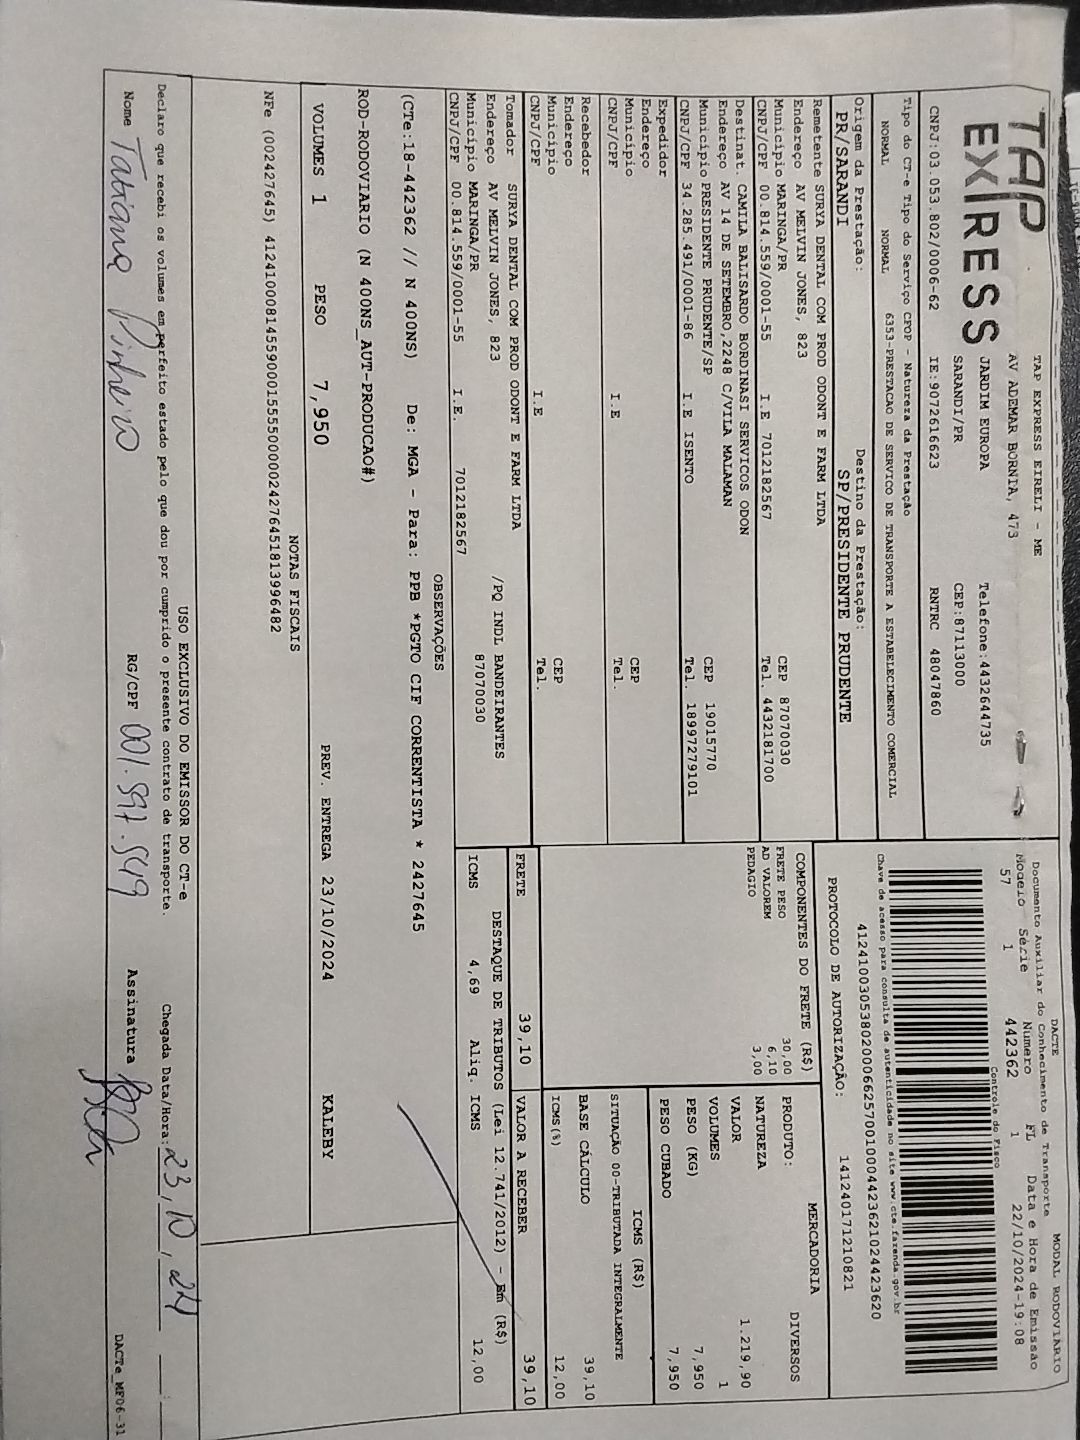 TAP EXPRESS
TAP EXPRESS EIRELI - ME
AV ADEMAR BORNIA, 473
JARDIM EUROPA Telefone:4432644735
SARANDI/PR CEP:87113000
CNPJ:03.053.802/0006-62 IE:9072616623 RNTRC 48047860
DACTE MODAL RODOVIÁRIO
Documento Auxiliar do Conhecimento de Transporte
Modelo Série Número FL Data e Hora de Emissão
57 1 442362 1 22/10/2024-19:08
Controle do Fisco
Chave de acesso para consulta de autenticidade no site www.cte.fazenda.gov.br
41241003053802000662570010004423621024423620
PROTOCOLO DE AUTORIZAÇÃO: 141240171210821
Tipo do CT-e Tipo do Serviço CFOP - Natureza da Prestação
NORMAL NORMAL 6353-PRESTACAO DE SERVICO DE TRANSPORTE A ESTABELECIMENTO COMERCIAL
Origem da Prestação: Destino da Prestação:
PR/SARANDI SP/PRESIDENTE PRUDENTE
Remetente SURYA DENTAL COM PROD ODONT E FARM LTDA
Endereço AV MELVIN JONES, 823
Município MARINGA/PR CEP 87070030
CNPJ/CPF 00.814.559/0001-55 I.E 7012182567 Tel. 4432181700
Destinat. CAMILA BALISARDO BORDINASI SERVICOS ODON
Endereço AV 14 DE SETEMBRO,2248 C/VILA MALAMAN
Município PRESIDENTE PRUDENTE/SP CEP 19015770
CNPJ/CPF 34.285.491/0001-86 I.E ISENTO Tel. 18997279101
Expedidor
Endereço
Município CEP
CNPJ/CPF I.E Tel.
Recebedor
Endereço
Município CEP
CNPJ/CPF I.E Tel.
Tomador SURYA DENTAL COM PROD ODONT E FARM LTDA
Endereço AV MELVIN JONES, 823 /PQ INDL BANDEIRANTES
Município MARINGA/PR 87070030
CNPJ/CPF 00.814.559/0001-55 I.E. 7012182567
COMPONENTES DO FRETE (R$)
FRETE PESO 30,00
AD VALOREM 6,10
PEDAGIO 3,00
FRETE 39,10
MERCADORIA
PRODUTO: DIVERSOS
NATUREZA
VALOR 1.219,90
VOLUMES 1
PESO (KG) 7,950
PESO CUBADO 7,950
ICMS (R$)
SITUAÇÃO 00-TRIBUTADA INTEGRALMENTE
BASE CÁLCULO 39,10
ICMS(%) 12,00
VALOR A RECEBER 39,10
DESTAQUE DE TRIBUTOS (Lei 12.741/2012) - Em (R$)
ICMS 4,69 Aliq. ICMS 12,00
OBSERVAÇÕES
(CTe:18-442362 // N 400NS) De: MGA - Para: PPB *PGTO CIF CORRENTISTA * 2427645
ROD-RODOVIARIO (N 400NS_AUT-PRODUCAO#)
VOLUMES 1 PESO 7,950 PREV. ENTREGA 23/10/2024 KALEBY
NOTAS FISCAIS
NFe (002427645) 41241000814559000155550000024276451813996482
USO EXCLUSIVO DO EMISSOR DO CT-e
Declaro que recebi os volumes em perfeito estado pelo que dou por cumprido o presente contrato de transporte. Chegada Data/Hora: 23,10,24 :
Nome Tatiana Pinheiro RG/CPF 001.597.549 Assinatura
DACTe_MF06-31